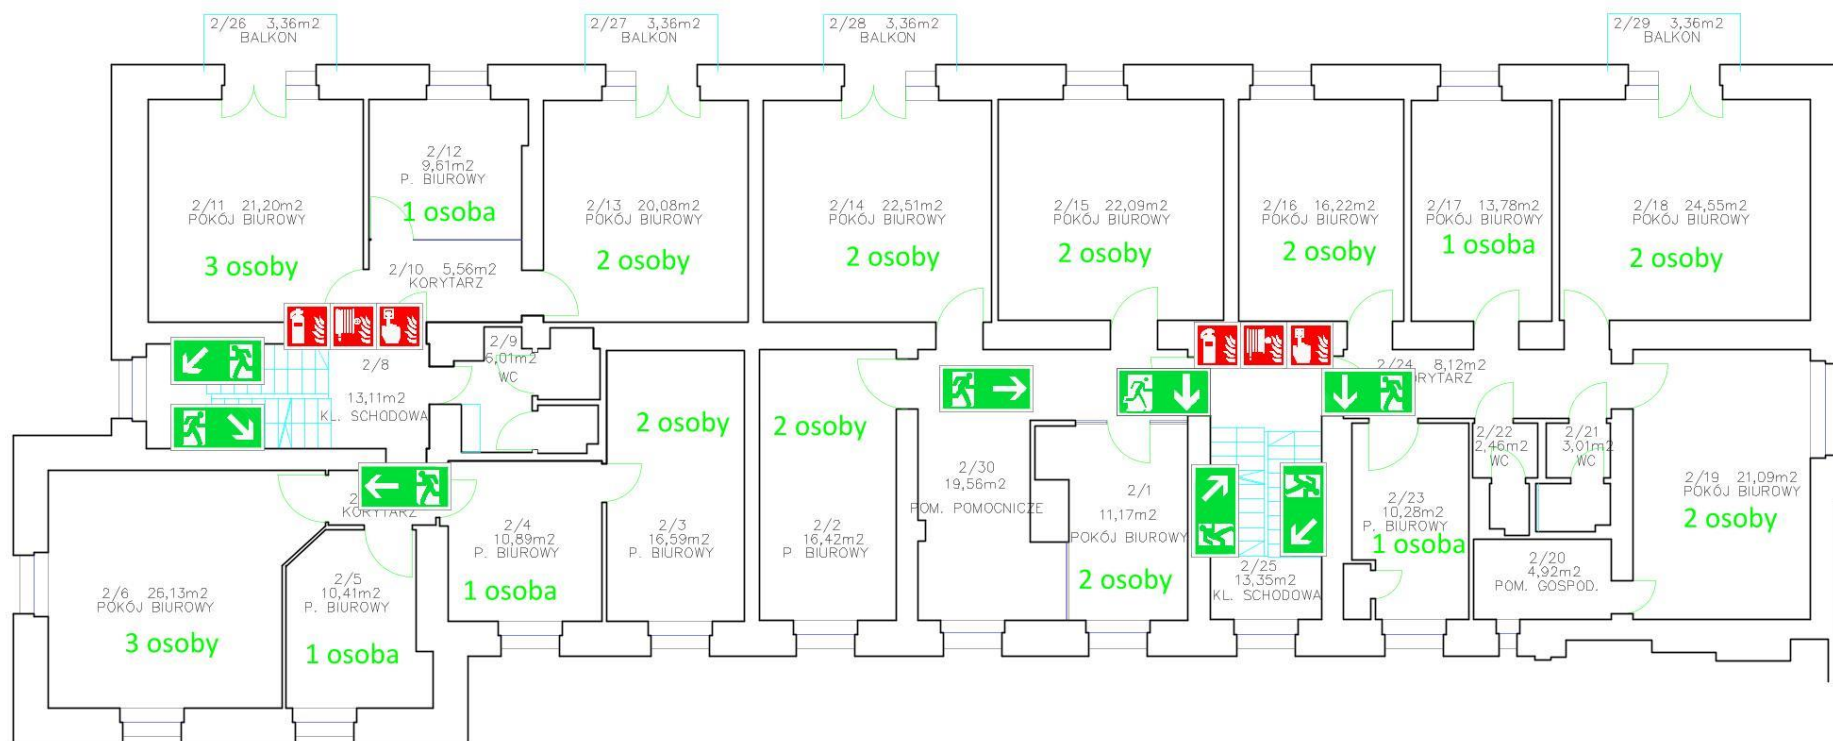 2/26 3,36m2
BALKON
2/27 3,36m2
BALKON
2/28 3,36m2
BALKON
2/29 3,36m2
BALKON
2/12
9,61m2
P. BIUROWY
1 osoba
2/11 21,20m2
POKÓJ BIUROWY
3 osoby
2/13 20,08m2
POKÓJ BIUROWY
2 osoby
2/14 22,51m2
POKÓJ BIUROWY
2 osoby
2/15 22,09m2
POKÓJ BIUROWY
2 osoby
2/16 16,22m2
POKÓJ BIUROWY
2 osoby
2/17 13,78m2
POKÓJ BIUROWY
1 osoba
2/18 24,55m2
POKÓJ BIUROWY
2 osoby
2/10 5,56m2
KORYTARZ
2/8
13,11m2
KL. SCHODOWA
2/9
6,01m2
WC
2/24 8,12m2
KORYTARZ
2 osoby
2/3
16,59m2
P. BIUROWY
2 osoby
2/2
16,42m2
P. BIUROWY
2/30
19,56m2
POM. POMOCNICZE
2/1
11,17m2
POKÓJ BIUROWY
2 osoby
2/25
13,35m2
KL. SCHODOWA
2/23
10,28m2
P. BIUROWY
1 osoba
2/22
2,46m2
WC
2/21
3,01m2
WC
2/20
4,92m2
POM. GOSPOD.
2/19 21,09m2
POKÓJ BIUROWY
2 osoby
KORYTARZ
2/4
10,89m2
P. BIUROWY
1 osoba
2/5
10,41m2
P. BIUROWY
1 osoba
2/6 26,13m2
POKÓJ BIUROWY
3 osoby